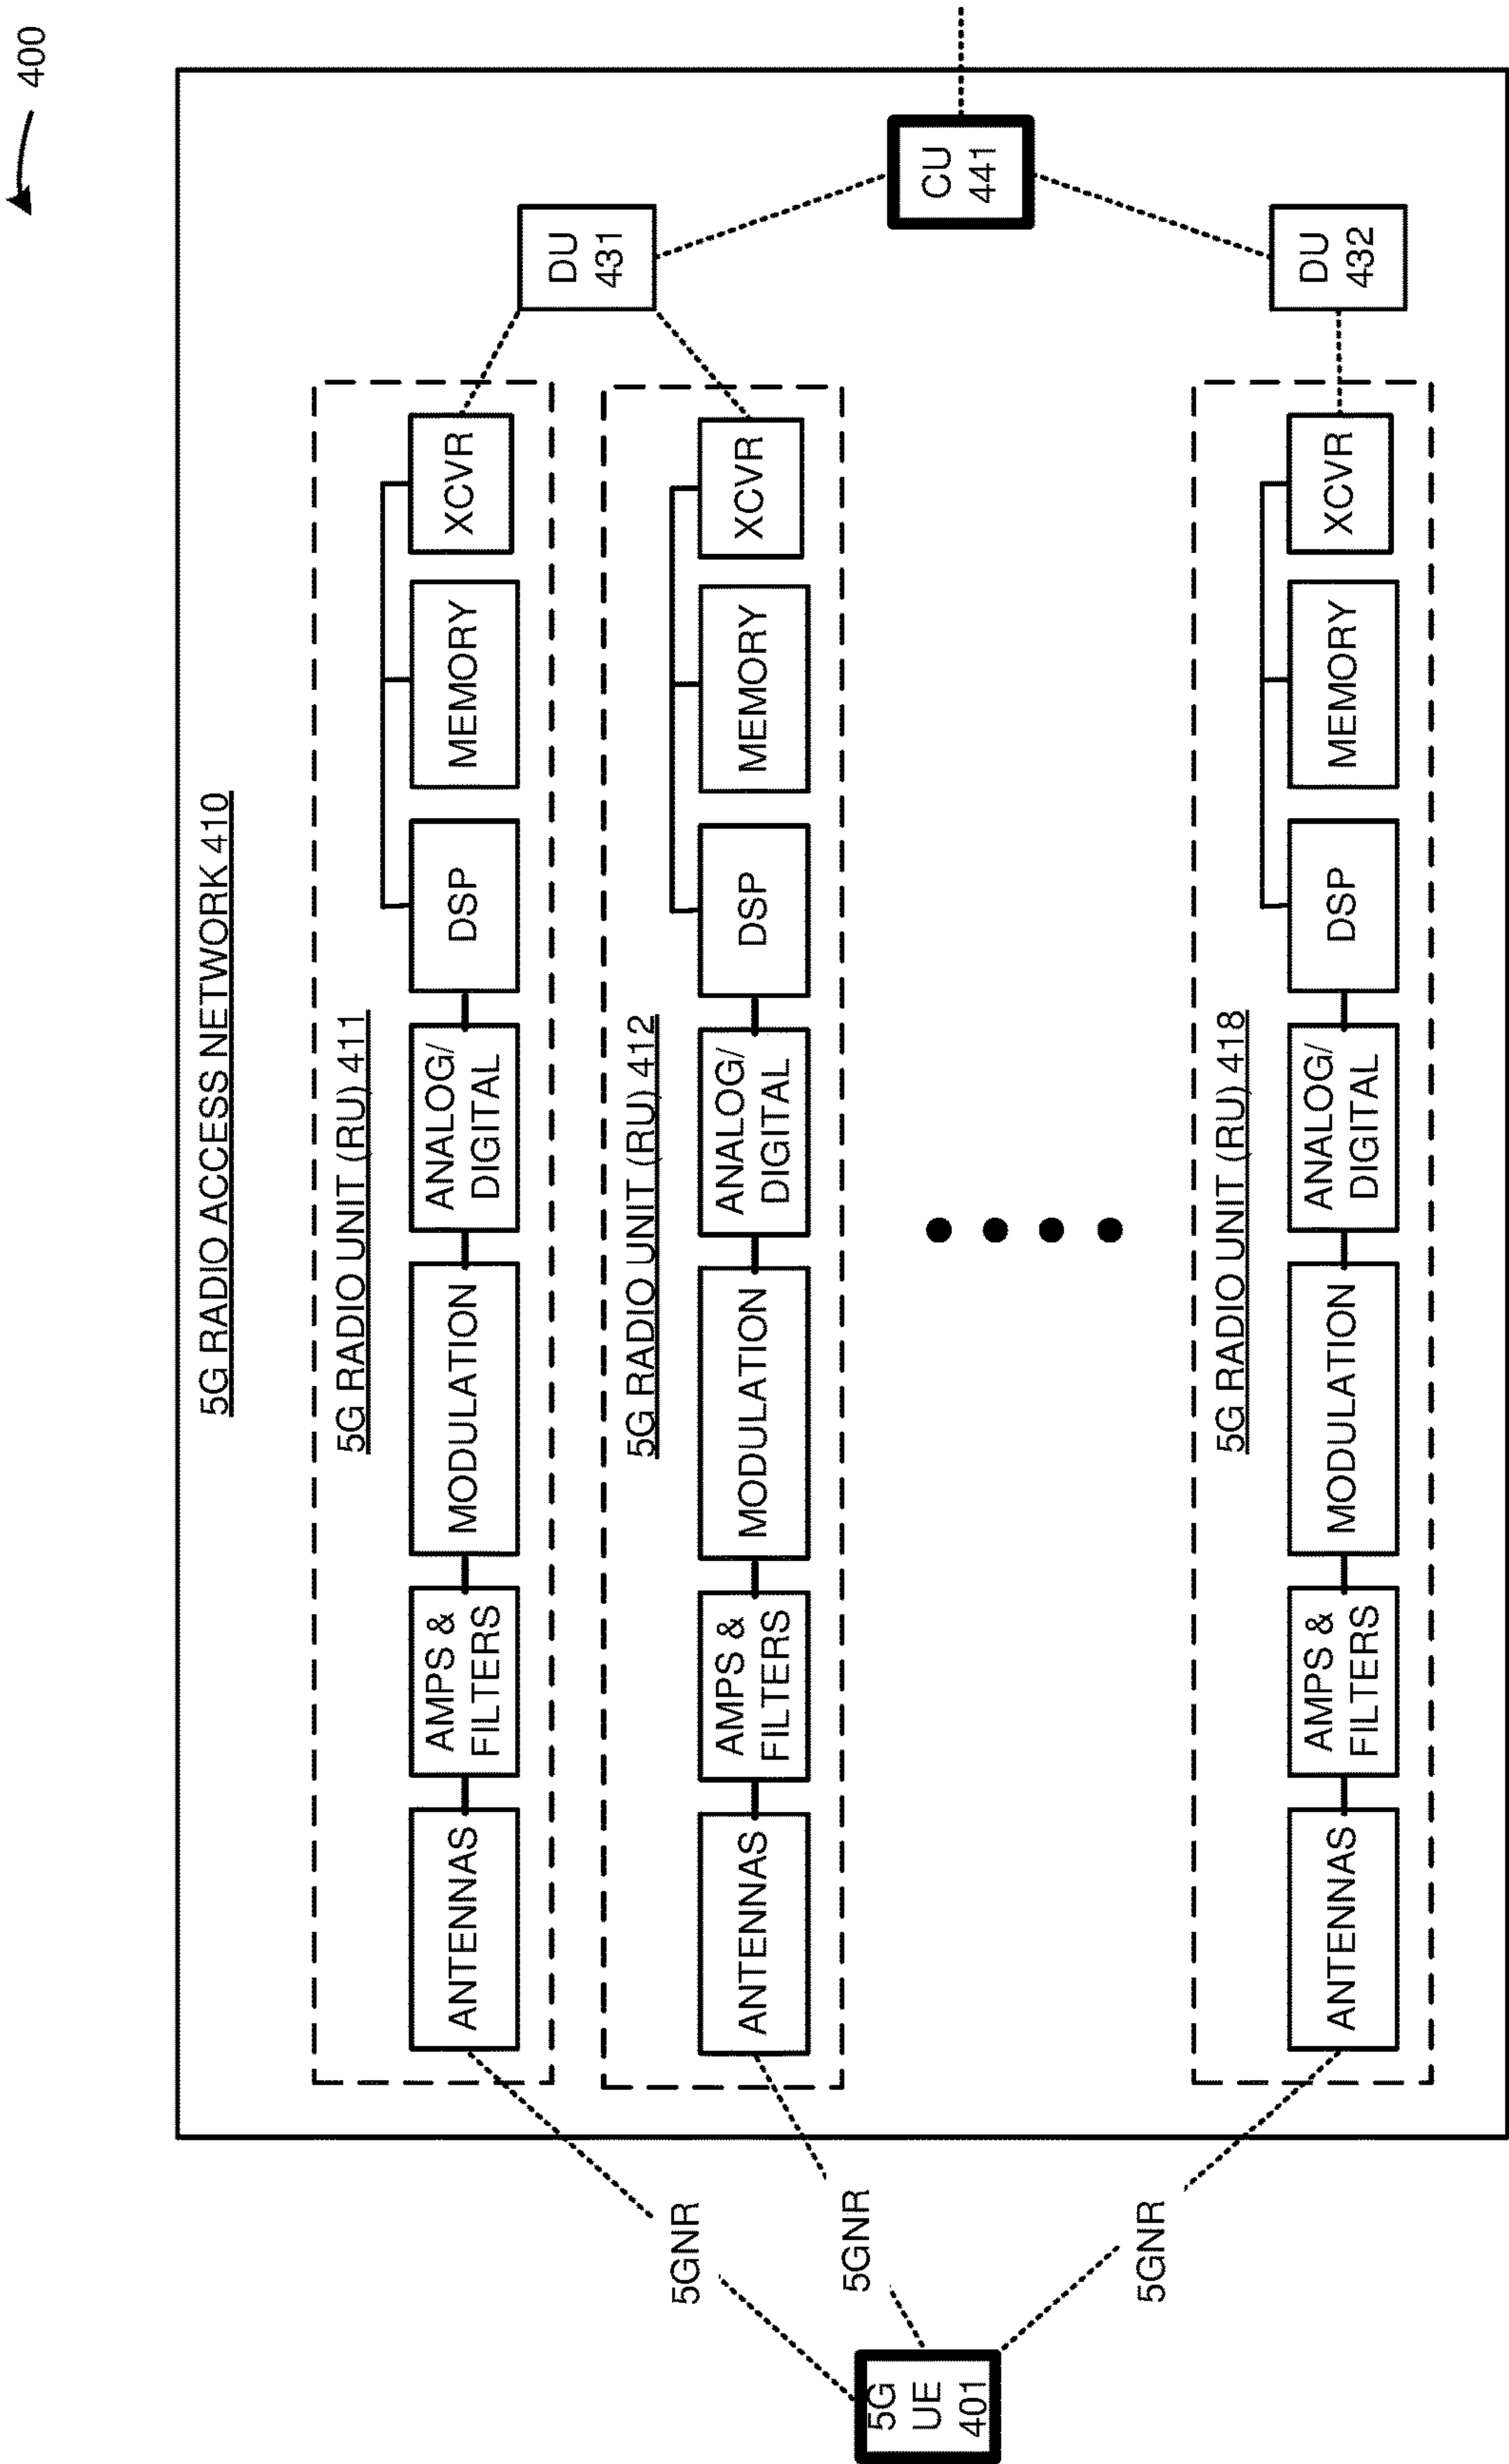 400
5G RADIO ACCESS NETWORK 410
5G RADIO UNIT (RU) 411
ANTENNAS
AMPS &
FILTERS
MODULATION
ANALOG/
DIGITAL
DSP
MEMORY
XCVR
5G RADIO UNIT (RU) 412
ANTENNAS
AMPS &
FILTERS
MODULATION
ANALOG/
DIGITAL
DSP
MEMORY
XCVR
5G RADIO UNIT (RU) 418
ANTENNAS
AMPS &
FILTERS
MODULATION
ANALOG/
DIGITAL
DSP
MEMORY
XCVR
5GNR
5GNR
5GNR
5G
UE
401
DU
431
DU
432
CU
441